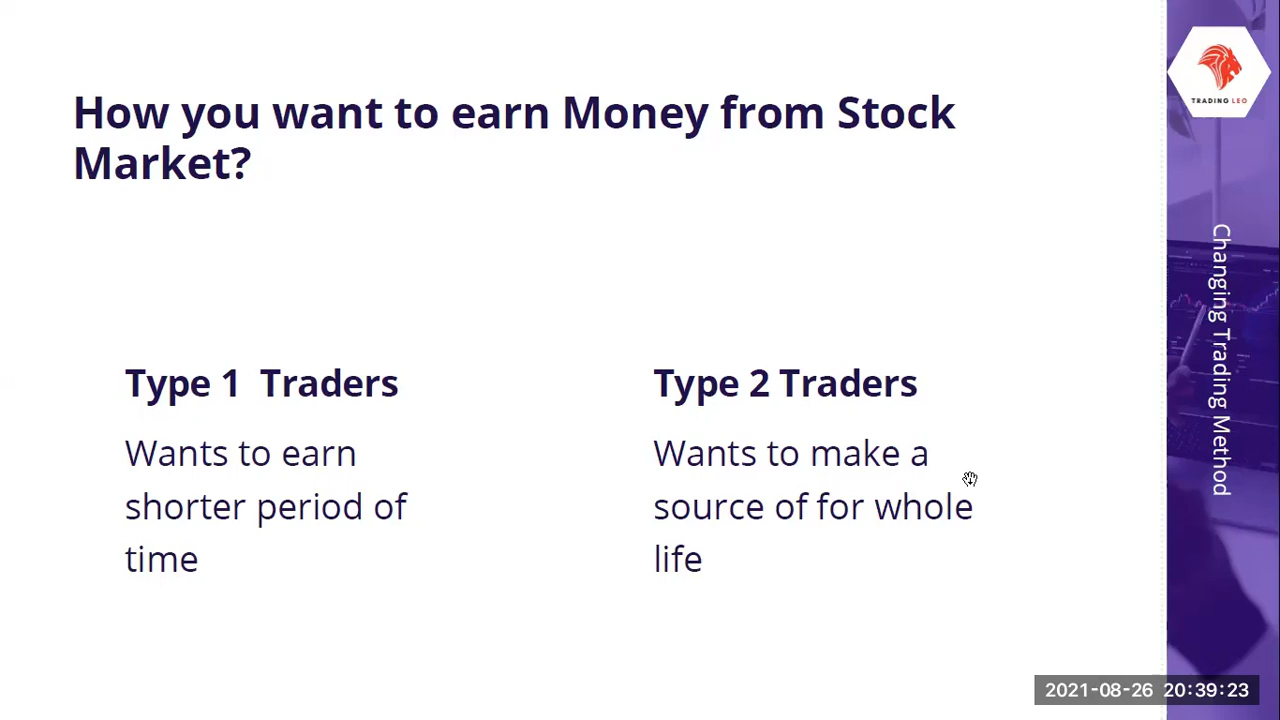 How you want to earn Money from Stock
Market?
Type 1 Traders
Wants to earn
shorter period of
time
Type 2 Traders
Wants to make a
source of for whole
life
TRADING LEO
Changing Trading Method
2021-08-26 20:39:23